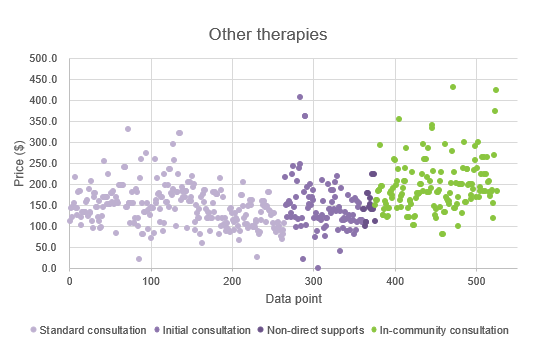 Other therapies
Price ($)
500.0
450.0
400.0
350.0
300.0
250.0
200.0
150.0
100.0
50.0
0.0
0 100 200 300 400 500
Data point
Standard consultation Initial consultation Non-direct supports In-community consultation